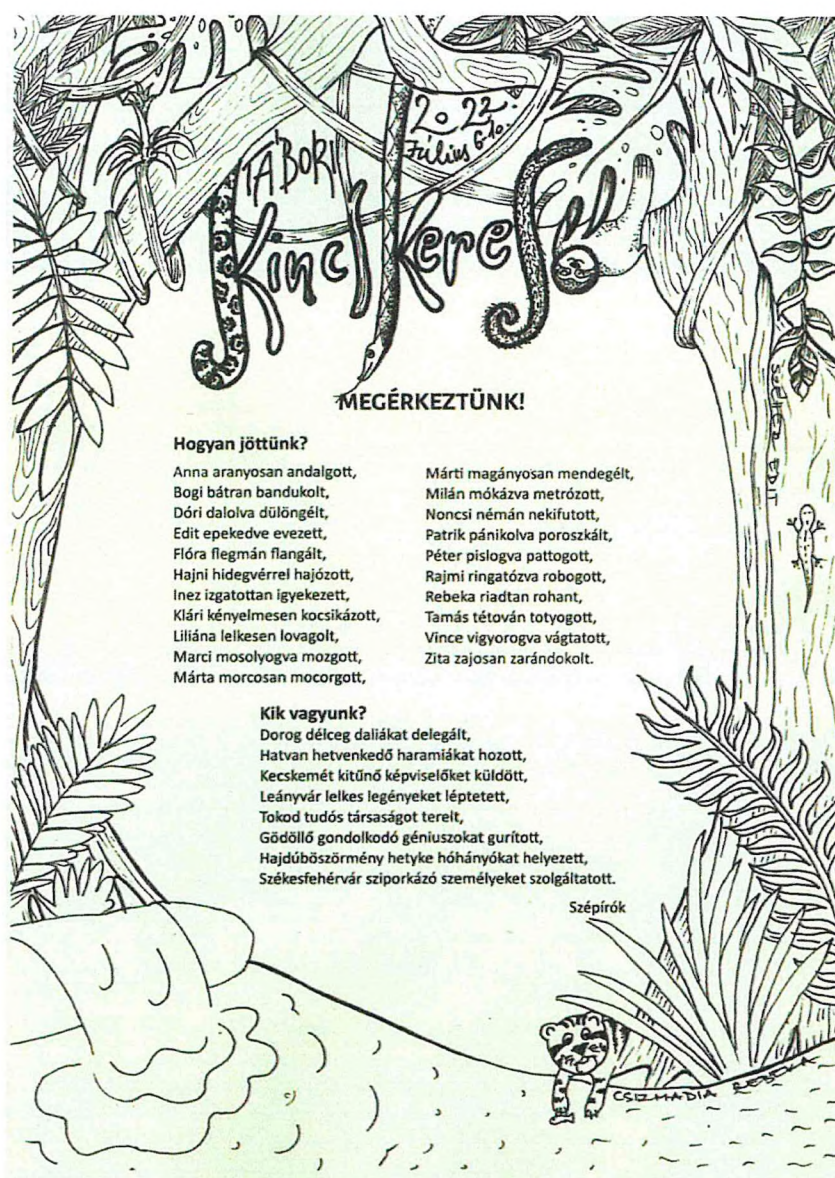 TÁBORI
2022
Július 6-10.
KincsKereső
MEGÉRKEZTÜNK!
Hogyan jöttünk?
Anna aranyosan andalgott,
Bogi bátran bandukolt,
Dóri dalolva dülöngélt,
Edit epekedve evezett,
Flóra flegmán flangált,
Hajni hidegvérrel hajózott,
Inez izgatottan igyekezett,
Klári kényelmesen kocsikázott,
Liliána lelkesen lovagolt,
Marci mosolyogva mozgott,
Márta morcosan mocorgott,
Márti magányosan mendegélt,
Milán mókázva metrózott,
Noncsi némán nekifutott,
Patrik pánikolva poroszkált,
Péter pislogva pattogott,
Rajmi ringatózva robogott,
Rebeka riadtan rohant,
Tamás tétován totyogott,
Vince vigyorogva vágtatott,
Zita zajosan zarándokolt.
Kik vagyunk?
Dorog délceg daliákat delegált,
Hatvan hetvenkedő haramiákat hozott,
Kecskemét kitűnő képviselőket küldött,
Leányvár lelkes legényeket léptetett,
Tokod tudós társaságot terelt,
Gödöllő gondolkodó géniuszokat gurított,
Hajdúböszörmény hetyke hóhányókat helyezett,
Székesfehérvár sziporkázó személyeket szolgáltatott.
Szépírók
EDIT
CSIZMADIA REBEKA